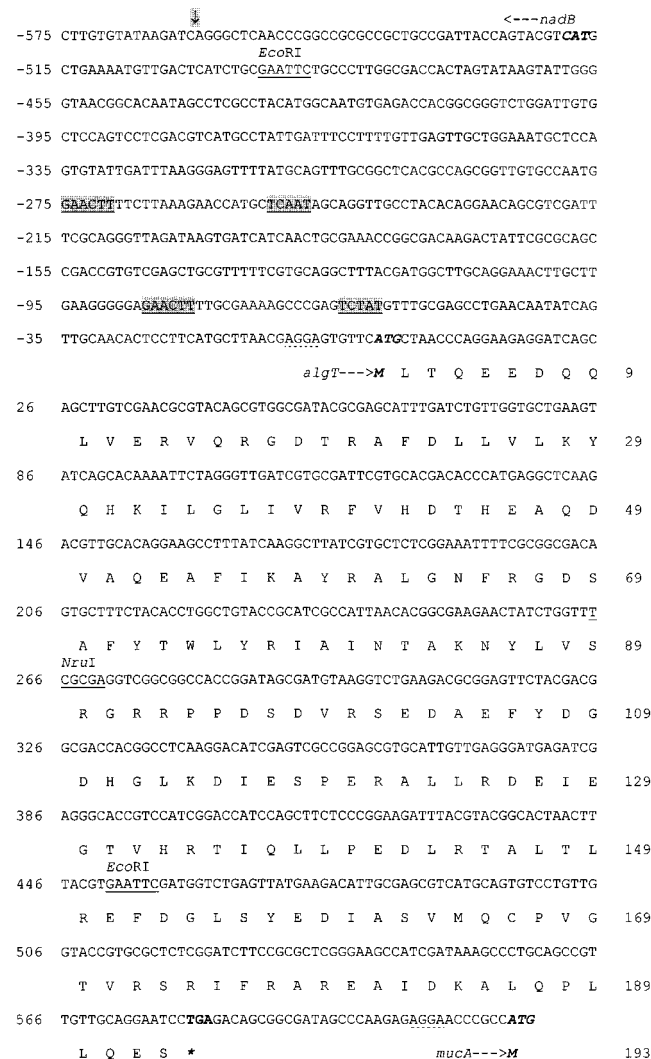 ↓ <---nadB
-575 CTTGTGTATAAGATCAGGGCTCAACCCGGCCGCGCCGCTGCCGATTACCAGTACGTCATG
EcoRI
-515 CTGAAAATGTTGACTCATCTGCGAATTCTGCCCTTGGCGACCACTAGTATAAGTATTGGG
-455 GTAACGGCACAATAGCCTCGCCTACATGGCAATGTGAGACCACGGCGGGTCTGGATTGTG
-395 CTCCAGTCCTCGACGTCATGCCTATTGATTTCCTTTTGTTGAGTTGCTGGAAATGCTCCA
-335 GTGTATTGATTTAAGGGAGTTTTATGCAGTTTGCGGCTCACGCCAGCGGTTGTGCCAATG
-275 GAACTTTTCTTAAAGAACCATGCTCAATAGCAGGTTGCCTACACAGGAACAGCGTCGATT
-215 TCGCAGGGTTAGATAAGTGATCATCAACTGCGAAACCGGCGACAAGACTATTCGCGCAGC
-155 CGACCGTGTCGAGCTGCGTTTTTCGTGCAGGCTTTACGATGGCTTGCAGGAAACTTGCTT
-95 GAAGGGGGAGAACTTTTGCGAAAAGCCCGAGTCTATGTTTGCGAGCCTGAACAATATCAG
-35 TTGCAACACTCCTTCATGCTTAACGAGGAGTGTTCATGCTAACCCAGGAAGAGGATCAGC
algT--->M L T Q E E D Q Q 9
26 AGCTTGTCGAACGCGTACAGCGTGGCGATACGCGAGCATTTGATCTGTTGGTGCTGAAGT
L V E R V Q R G D T R A F D L L V L K Y 29
86 ATCAGCACAAAATTCTAGGGTTGATCGTGCGATTCGTGCACGACACCCATGAGGCTCAAG
Q H K I L G L I V R F V H D T H E A Q D 49
146 ACGTTGCACAGGAAGCCTTTATCAAGGCTTATCGTGCTCTCGGAAATTTTCGCGGCGACA
V A Q E A F I K A Y R A L G N F R G D S 69
206 GTGCTTTCTACACCTGGCTGTACCGCATCGCCATTAACACGGCGAAGAACTATCTGGTTT
A F Y T W L Y R I A I N T A K N Y L V S 89
NruI
266 CGCGAGGTCGGCGGCCACCGGATAGCGATGTAAGGTCTGAAGACGCGGAGTTCTACGACG
R G R R P P D S D V R S E D A E F Y D G 109
326 GCGACCACGGCCTCAAGGACATCGAGTCGCCGGAGCGTGCATTGTTGAGGGATGAGATCG
D H G L K D I E S P E R A L L R D E I E 129
386 AGGGCACCGTCCATCGGACCATCCAGCTTCTCCCGGAAGATTTACGTACGGCACTAACTT
G T V H R T I Q L L P E D L R T A L T L 149
EcoRI
446 TACGTGAATTCGATGGTCTGAGTTATGAAGACATTGCGAGCGTCATGCAGTGTCCTGTTG
R E F D G L S Y E D I A S V M Q C P V G 169
506 GTACCGTGCGCTCTCGGATCTTCCGCGCTCGGGAAGCCATCGATAAAGCCCTGCAGCCGT
T V R S R I F R A R E A I D K A L Q P L 189
566 TGTTGCAGGAATCCTGAGACAGCGGCGATAGCCCAAGAGAGGAACCCGCCATG
L Q E S * mucA--->M 193